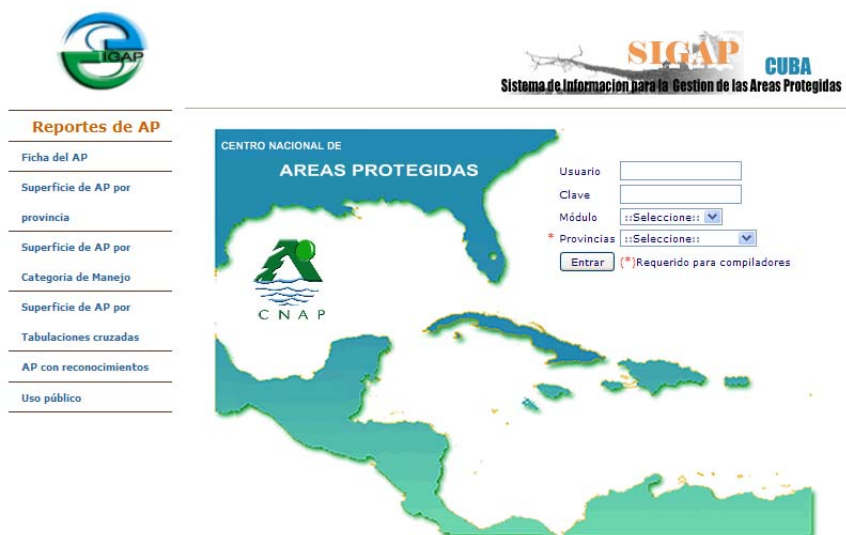 IGAP
SIGAP
CUBA
Sistema de Informacion para la Gestion de las Areas Protegidas
Reportes de AP
Ficha del AP
Superficie de AP por
provincia
Superficie de AP por
Categoria de Manejo
Superficie de AP por
Tabulaciones cruzadas
AP con reconocimientos
Uso público
CENTRO NACIONAL DE
AREAS PROTEGIDAS
CNAP
Usuario
Clave
Módulo ::Seleccione::
* Provincias ::Seleccione::
Entrar (*)Requerido para compiladores